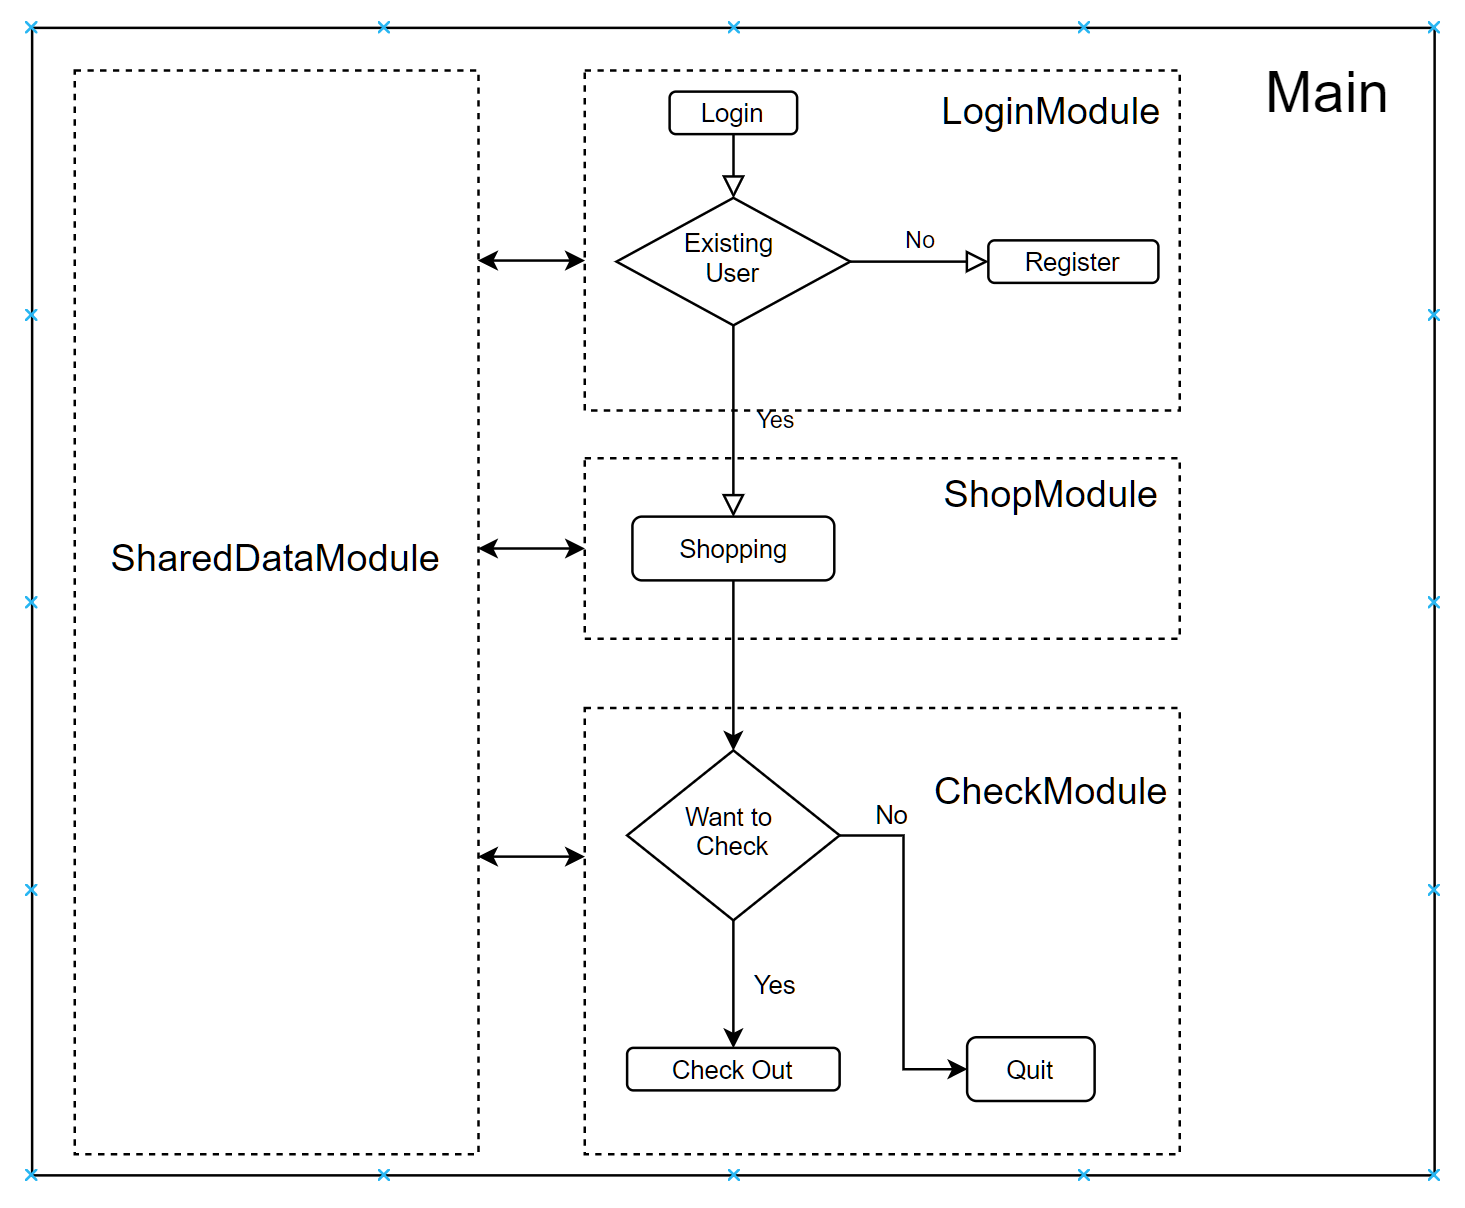 Main
LoginModule
Login
Existing
User
No
Register
Yes
ShopModule
Shopping
SharedDataModule
CheckModule
Want to
Check
No
Yes
Check Out
Quit